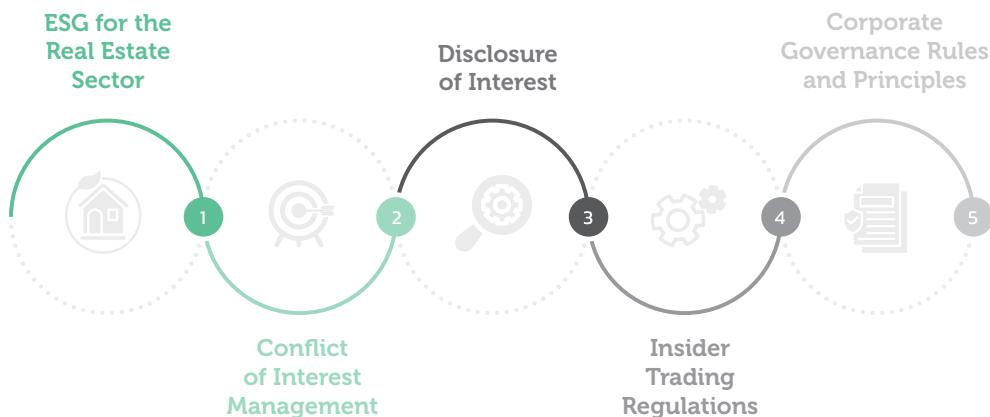 ESG for the
Real Estate
Sector
1
Conflict
of Interest
Management
2
Disclosure
of Interest
3
Insider
Trading
Regulations
4
Corporate
Governance Rules
and Principles
5